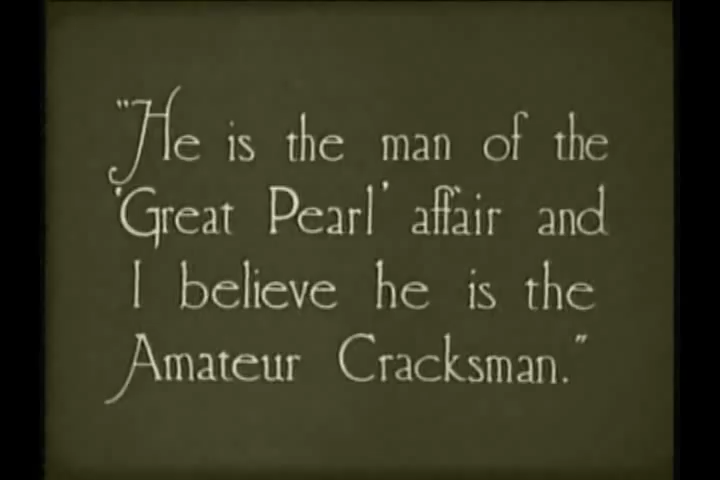 "He is the man of the
'Great Pearl' affair and
I believe he is the
Amateur Cracksman."